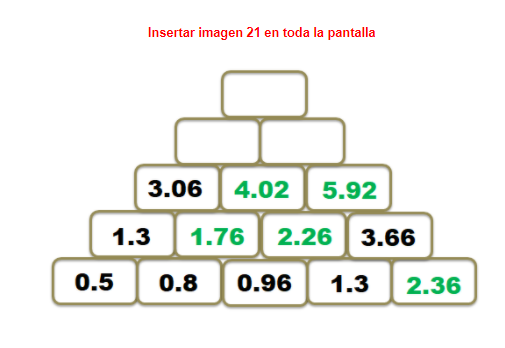 Insertar imagen 21 en toda la pantalla
3.06 4.02 5.92
1.3 1.76 2.26 3.66
0.5 0.8 0.96 1.3 2.36